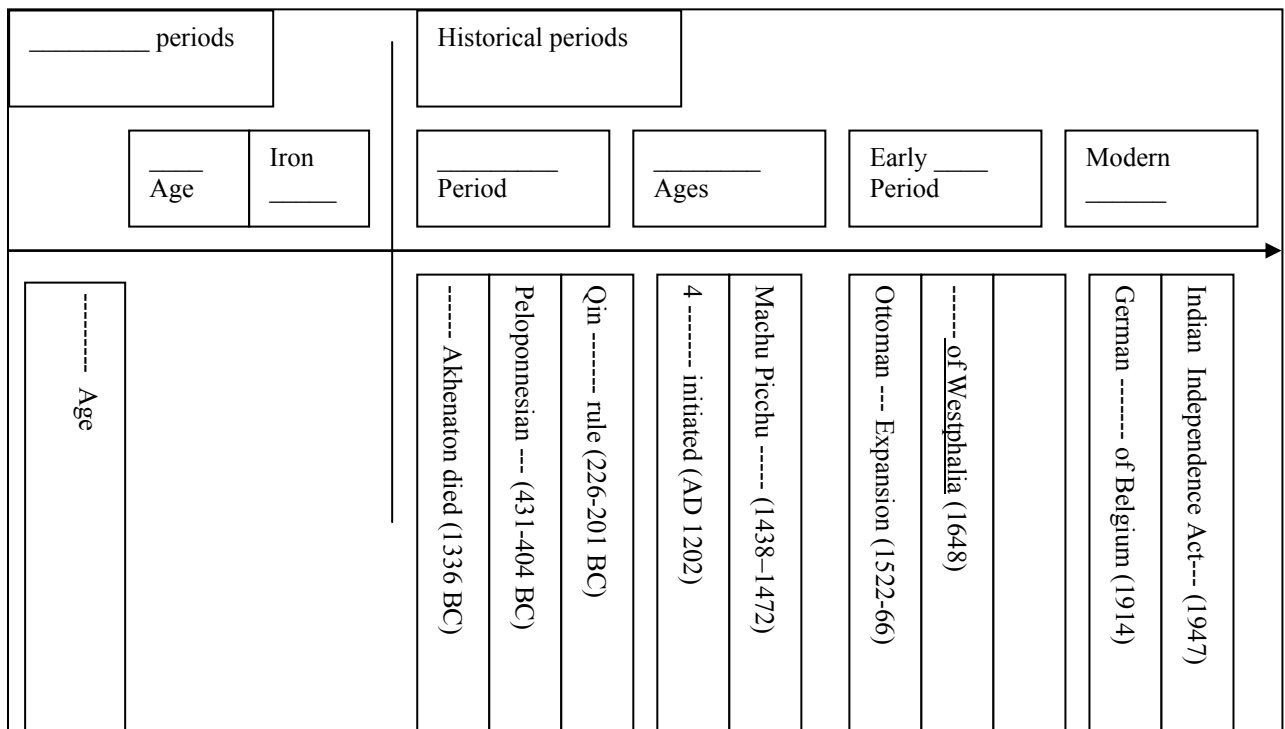 _________ periods
Historical periods
____
Age
Iron
_____
_________
Period
________
Ages
Early ____
Period
Modern
______
--------- Age
------ Akhenaton died (1336 BC)
Peloponnesian --- (431-404 BC)
Qin -------- rule (226-201 BC)
4 --------- initiated (AD 1202)
Machu Picchu ------ (1438–1472)
Ottoman --- Expansion (1522-66)
------- of Westphalia (1648)
German ------- of Belgium (1914)
Indian Independence Act--- (1947)